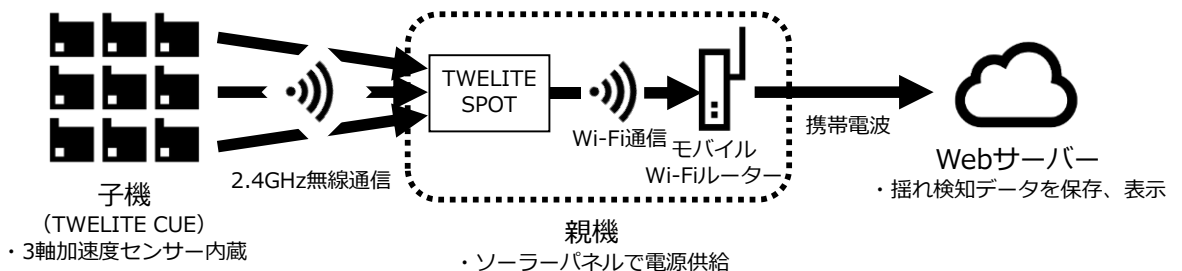 子機
（TWELITE CUE）
・3軸加速度センサー内蔵
2.4GHz無線通信
TWELITE
SPOT
Wi-Fi通信
モバイル
Wi-Fiルーター
親機
・ソーラーパネルで電源供給
携帯電波
Webサーバー
・揺れ検知データを保存、表示